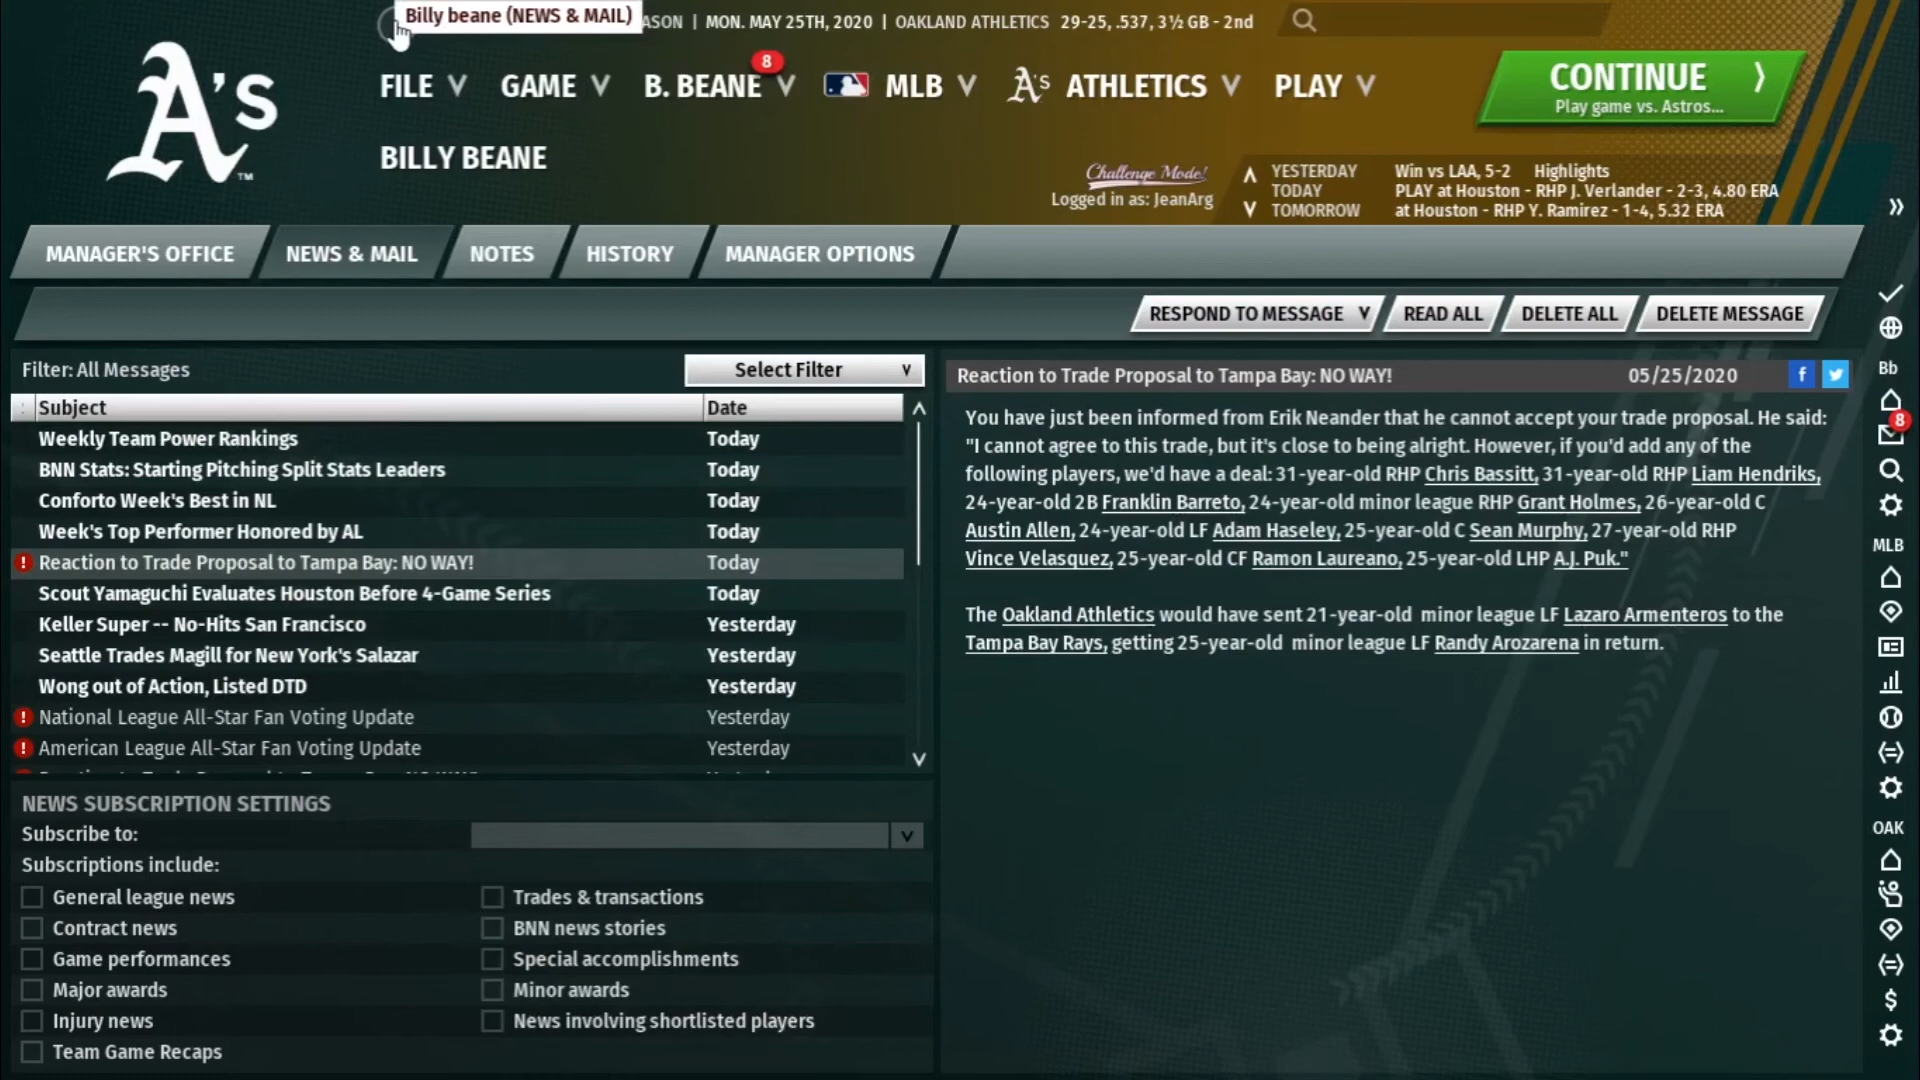 Billy beane (NEWS & MAIL)
ASON | MON. MAY 25TH, 2020 | OAKLAND ATHLETICS 29-25, .537, 3½ GB - 2nd
A's
TM
FILE
GAME
B. BEANE
8
MLB
A's ATHLETICS
PLAY
CONTINUE
Play game vs. Astros...
BILLY BEANE
Challenge Mode!
Logged in as: JeanArg
YESTERDAY Win vs LAA, 5-2 Highlights
TODAY PLAY at Houston - RHP J. Verlander - 2-3, 4.80 ERA
TOMORROW at Houston - RHP Y. Ramirez - 1-4, 5.32 ERA
MANAGER'S OFFICE
NEWS & MAIL
NOTES
HISTORY
MANAGER OPTIONS
RESPOND TO MESSAGE
READ ALL
DELETE ALL
DELETE MESSAGE
Filter: All Messages
Select Filter
Subject Date
Weekly Team Power Rankings Today
BNN Stats: Starting Pitching Split Stats Leaders Today
Conforto Week's Best in NL Today
Week's Top Performer Honored by AL Today
Reaction to Trade Proposal to Tampa Bay: NO WAY! Today
Scout Yamaguchi Evaluates Houston Before 4-Game Series Today
Keller Super -- No-Hits San Francisco Yesterday
Seattle Trades Magill for New York's Salazar Yesterday
Wong out of Action, Listed DTD Yesterday
National League All-Star Fan Voting Update Yesterday
American League All-Star Fan Voting Update Yesterday
NEWS SUBSCRIPTION SETTINGS
Subscribe to:
Subscriptions include:
General league news
Trades & transactions
Contract news
BNN news stories
Game performances
Special accomplishments
Major awards
Minor awards
Injury news
News involving shortlisted players
Team Game Recaps
Reaction to Trade Proposal to Tampa Bay: NO WAY! 05/25/2020
You have just been informed from Erik Neander that he cannot accept your trade proposal. He said:
"I cannot agree to this trade, but it's close to being alright. However, if you'd add any of the
following players, we'd have a deal: 31-year-old RHP Chris Bassitt, 31-year-old RHP Liam Hendriks,
24-year-old 2B Franklin Barreto, 24-year-old minor league RHP Grant Holmes, 26-year-old C
Austin Allen, 24-year-old LF Adam Haseley, 25-year-old C Sean Murphy, 27-year-old RHP
Vince Velasquez, 25-year-old CF Ramon Laureano, 25-year-old LHP A.J. Puk."
The Oakland Athletics would have sent 21-year-old minor league LF Lazaro Armenteros to the
Tampa Bay Rays, getting 25-year-old minor league LF Randy Arozarena in return.
Bb
8
MLB
OAK